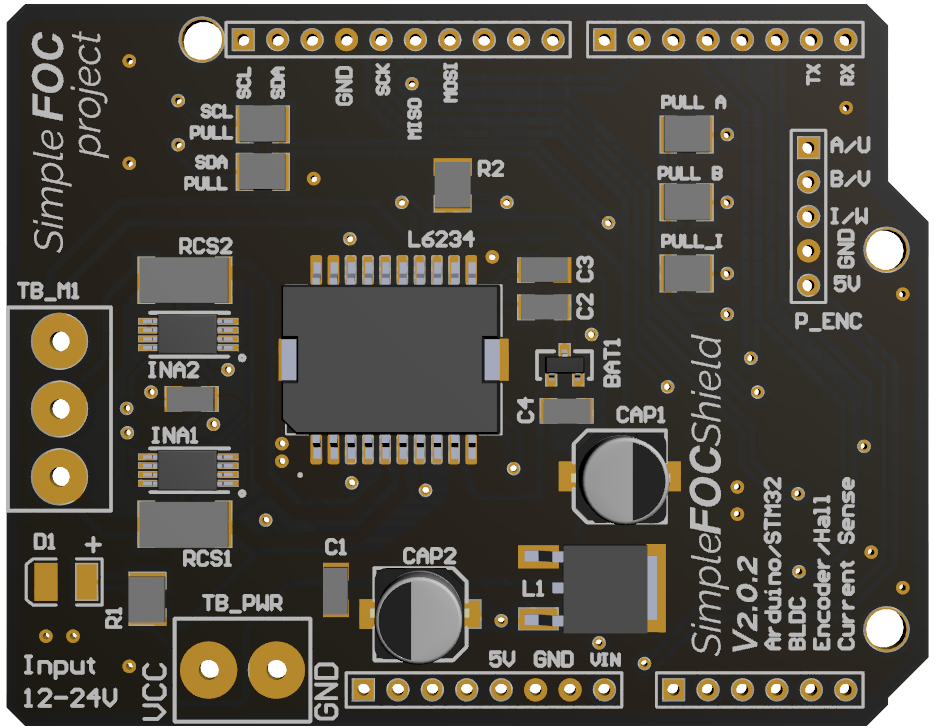 Simple FOC
project
SCL
SDA
GND
SCK
MISO
MOSI
TX
RX
SCL
PULL
SDA
PULL
R2
PULL A
PULL B
PULL_I
A/U
B/V
I/W
GND
5V
P_ENC
L6234
RCS2
TB_M1
C3
C2
BAT1
C4
CAP1
INA2
INA1
RCS1
D1
+
R1
C1
CAP2
L1
TB_PWR
Input
12-24V
VCC
GND
5V
GND
VIN
SimpleFOCShield
V2.0.2
Arduino/STM32
BLDC
Encoder/Hall
Current Sense